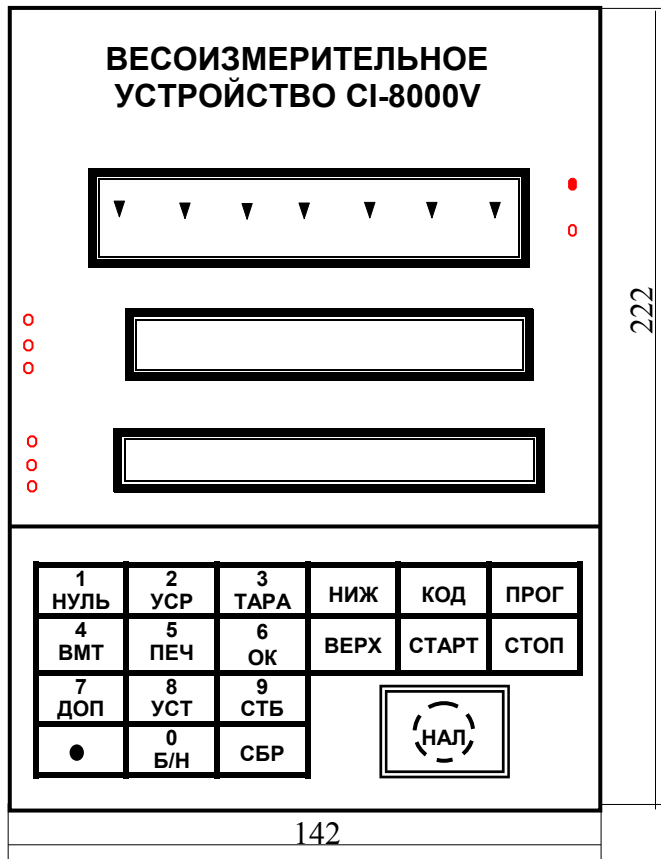 ВЕСОИЗМЕРИТЕЛЬНОЕ
УСТРОЙСТВО CI-8000V
222
1
НУЛЬ
2
УСР
3
ТАРА
НИЖ
КОД
ПРОГ
4
ВМТ
5
ПЕЧ
6
ОК
ВЕРХ
СТАРТ
СТОП
7
ДОП
8
УСТ
9
СТБ
0
Б/Н
СБР
НАЛ
142